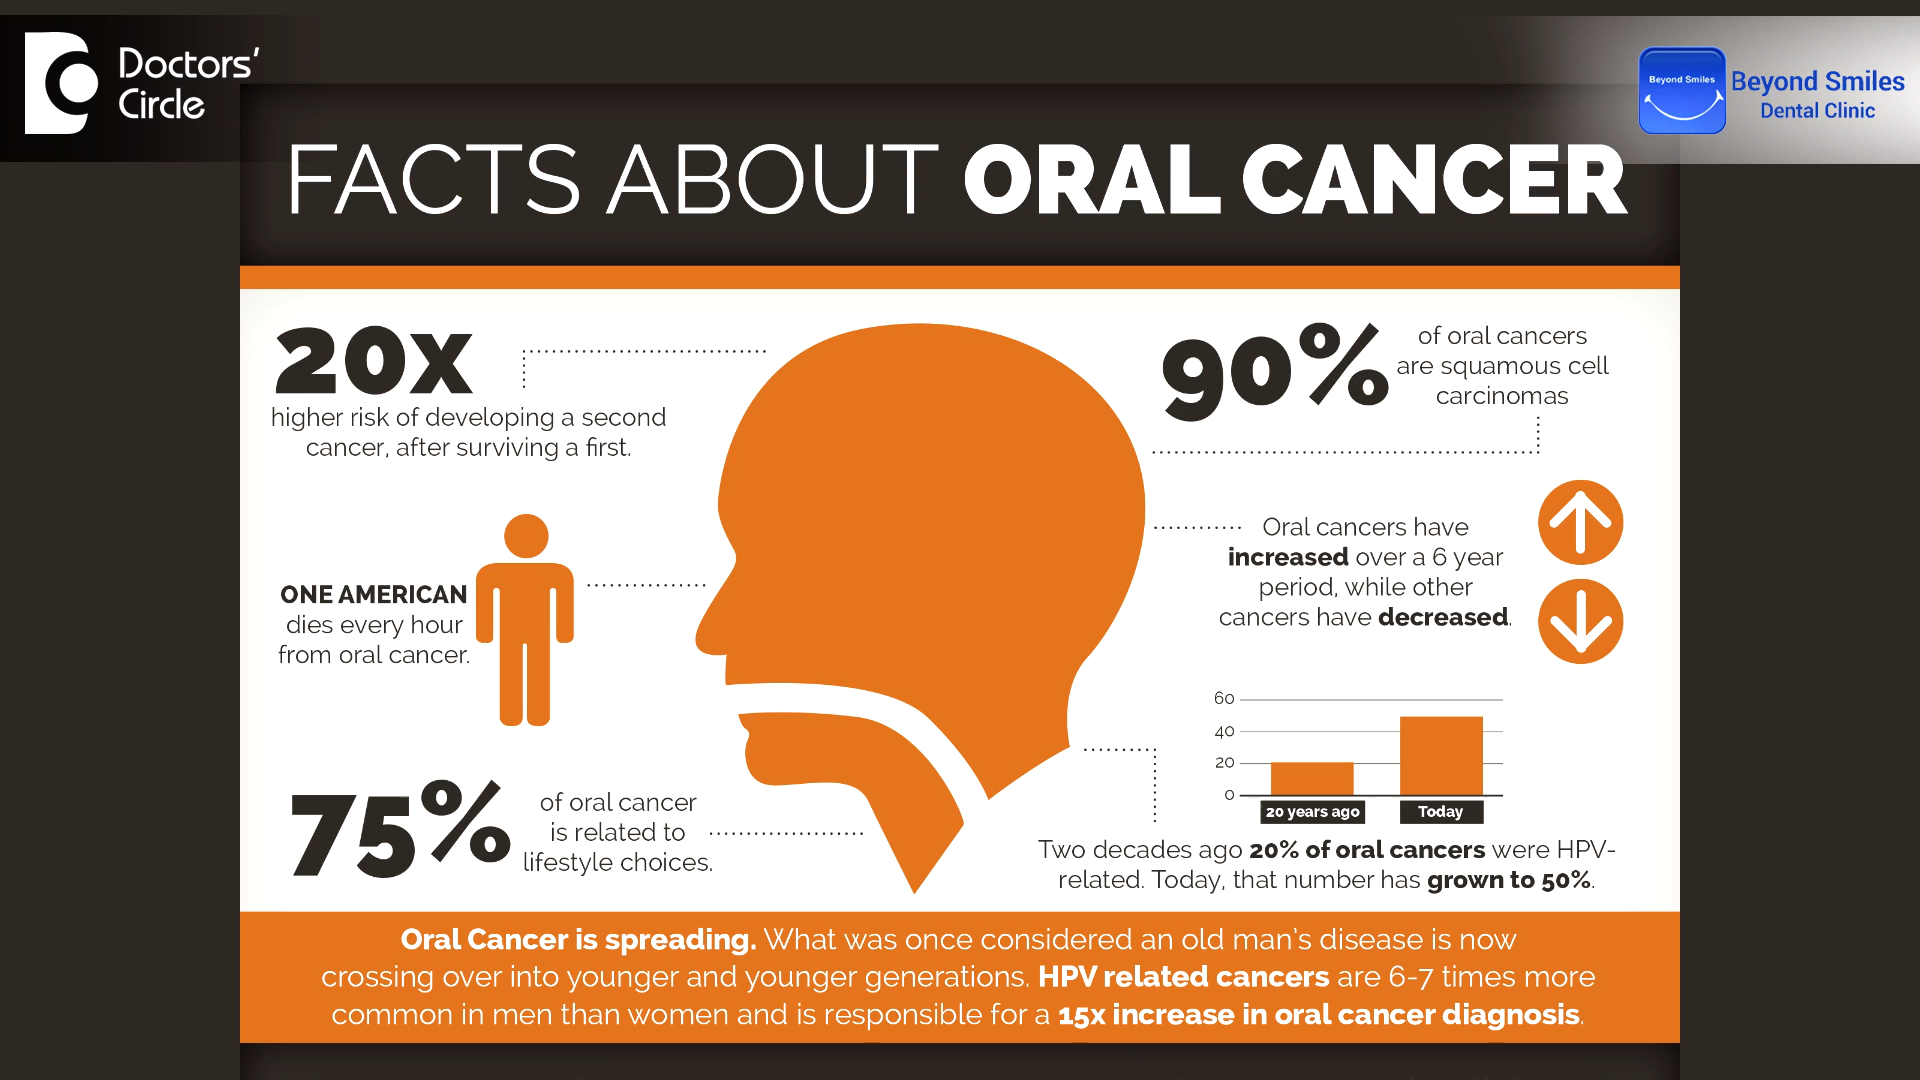 Doctors'
Circle
Beyond Smiles
Beyond Smiles
Dental Clinic
FACTS ABOUT ORAL CANCER
20x
higher risk of developing a second
cancer, after surviving a first.
90%
of oral cancers
are squamous cell
carcinomas
ONE AMERICAN
dies every hour
from oral cancer.
Oral cancers have
increased over a 6 year
period, while other
cancers have decreased.
75%
of oral cancer
is related to
lifestyle choices.
60
40
20
0
20 years ago
Today
Two decades ago 20% of oral cancers were HPV-
related. Today, that number has grown to 50%.
Oral Cancer is spreading. What was once considered an old man's disease is now
crossing over into younger and younger generations. HPV related cancers are 6-7 times more
common in men than women and is responsible for a 15x increase in oral cancer diagnosis.